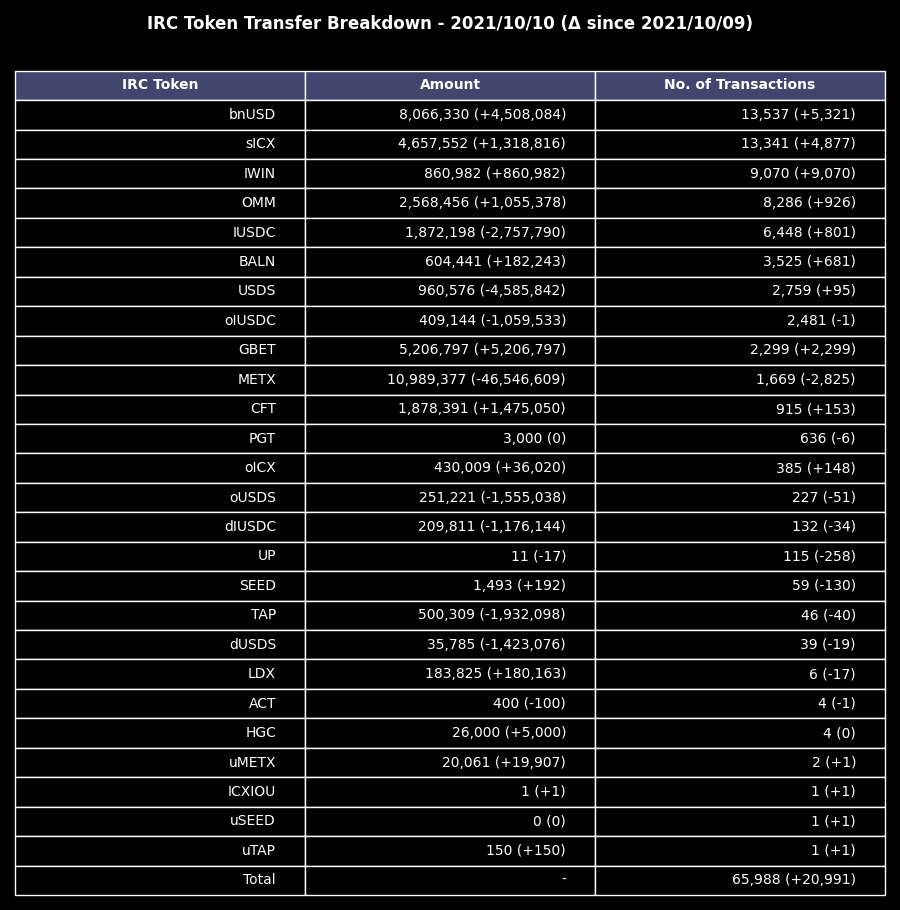 IRC Token Transfer Breakdown - 2021/10/10 (Δ since 2021/10/09)
IRC Token Amount No. of Transactions
bnUSD 8,066,330 (+4,508,084) 13,537 (+5,321)
sICX 4,657,552 (+1,318,816) 13,341 (+4,877)
IWIN 860,982 (+860,982) 9,070 (+9,070)
OMM 2,568,456 (+1,055,378) 8,286 (+926)
IUSDC 1,872,198 (-2,757,790) 6,448 (+801)
BALN 604,441 (+182,243) 3,525 (+681)
USDS 960,576 (-4,585,842) 2,759 (+95)
oIUSDC 409,144 (-1,059,533) 2,481 (-1)
GBET 5,206,797 (+5,206,797) 2,299 (+2,299)
METX 10,989,377 (-46,546,609) 1,669 (-2,825)
CFT 1,878,391 (+1,475,050) 915 (+153)
PGT 3,000 (0) 636 (-6)
oICX 430,009 (+36,020) 385 (+148)
oUSDS 251,221 (-1,555,038) 227 (-51)
dIUSDC 209,811 (-1,176,144) 132 (-34)
UP 11 (-17) 115 (-258)
SEED 1,493 (+192) 59 (-130)
TAP 500,309 (-1,932,098) 46 (-40)
dUSDS 35,785 (-1,423,076) 39 (-19)
LDX 183,825 (+180,163) 6 (-17)
ACT 400 (-100) 4 (-1)
HGC 26,000 (+5,000) 4 (0)
uMETX 20,061 (+19,907) 2 (+1)
ICXIOU 1 (+1) 1 (+1)
uSEED 0 (0) 1 (+1)
uTAP 150 (+150) 1 (+1)
Total - 65,988 (+20,991)